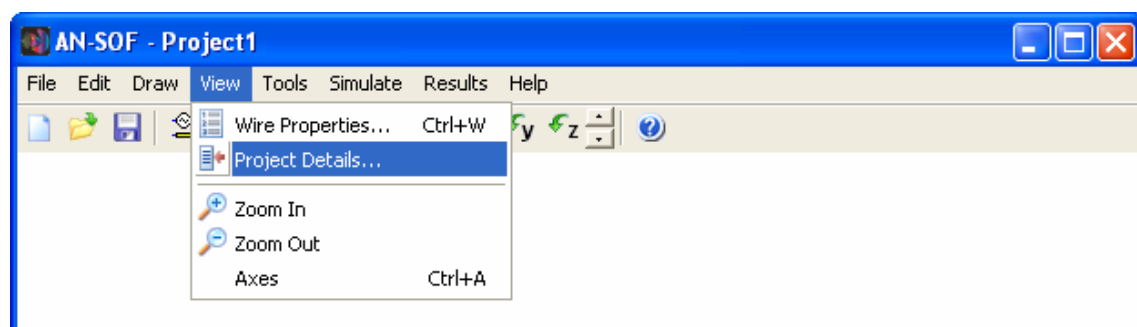 AN-SOF - Project1
File Edit Draw View Tools Simulate Results Help
y z
Wire Properties... Ctrl+W
Project Details...
Zoom In
Zoom Out
Axes Ctrl+A